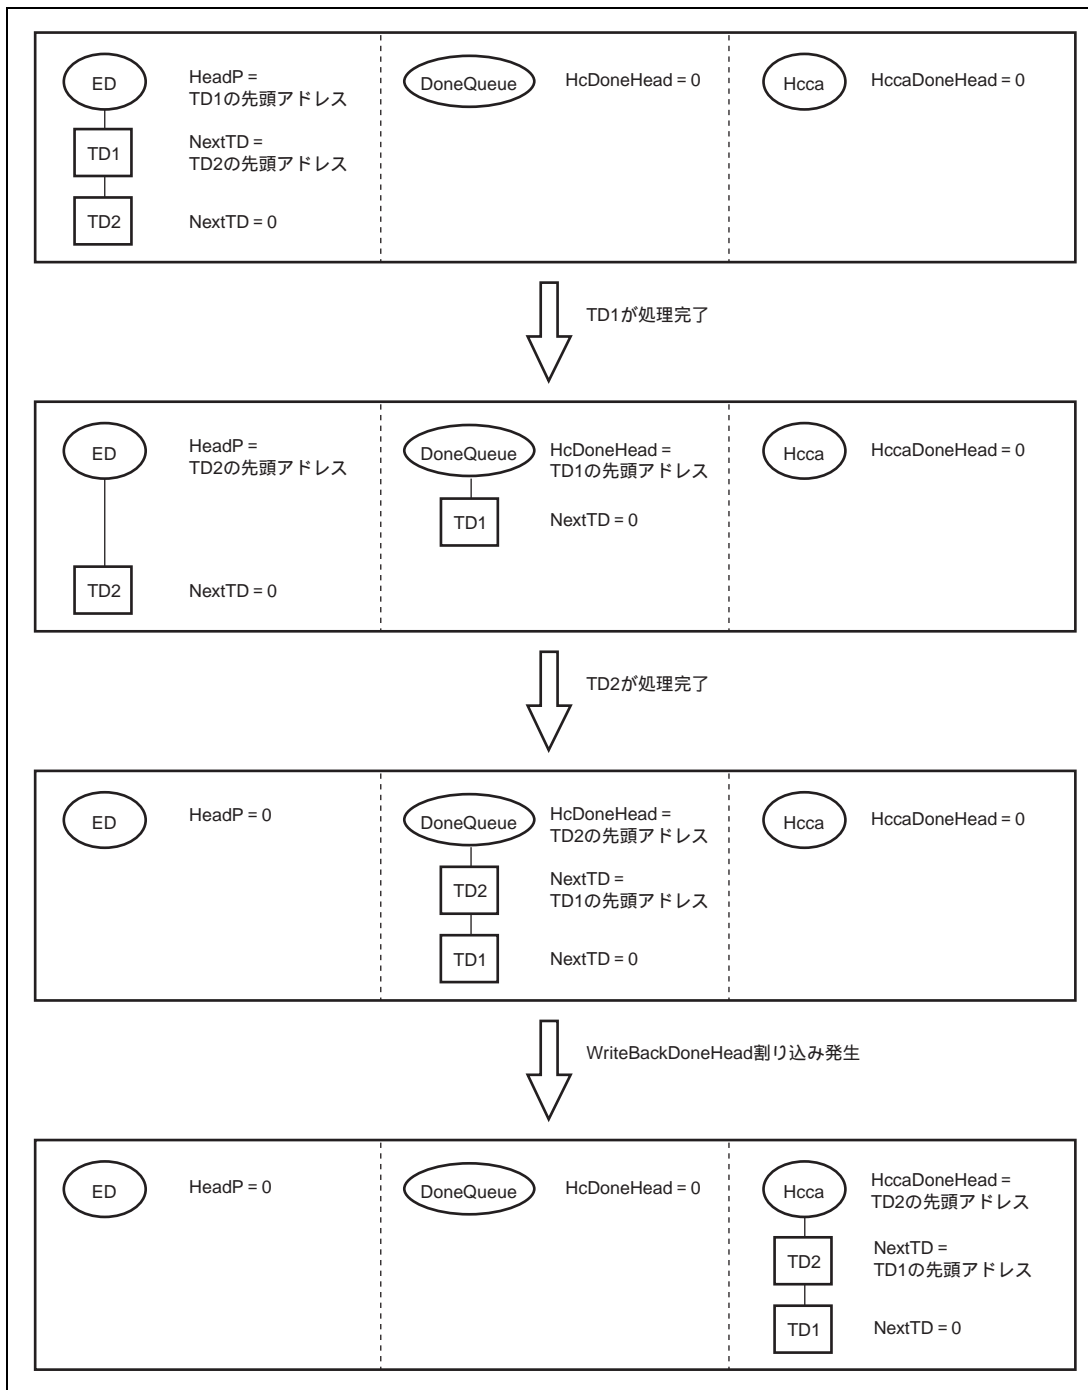 ED
HeadP =
TD1の先頭アドレス
TD1
NextTD =
TD2の先頭アドレス
TD2
NextTD = 0
DoneQueue
HcDoneHead = 0
Hcca
HccaDoneHead = 0
TD1が処理完了
ED
HeadP =
TD2の先頭アドレス
TD2
NextTD = 0
DoneQueue
HcDoneHead =
TD1の先頭アドレス
TD1
NextTD = 0
Hcca
HccaDoneHead = 0
TD2が処理完了
ED
HeadP = 0
DoneQueue
HcDoneHead =
TD2の先頭アドレス
TD2
NextTD =
TD1の先頭アドレス
TD1
NextTD = 0
Hcca
HccaDoneHead = 0
WriteBackDoneHead割り込み発生
ED
HeadP = 0
DoneQueue
HcDoneHead = 0
Hcca
HccaDoneHead =
TD2の先頭アドレス
TD2
NextTD =
TD1の先頭アドレス
TD1
NextTD = 0